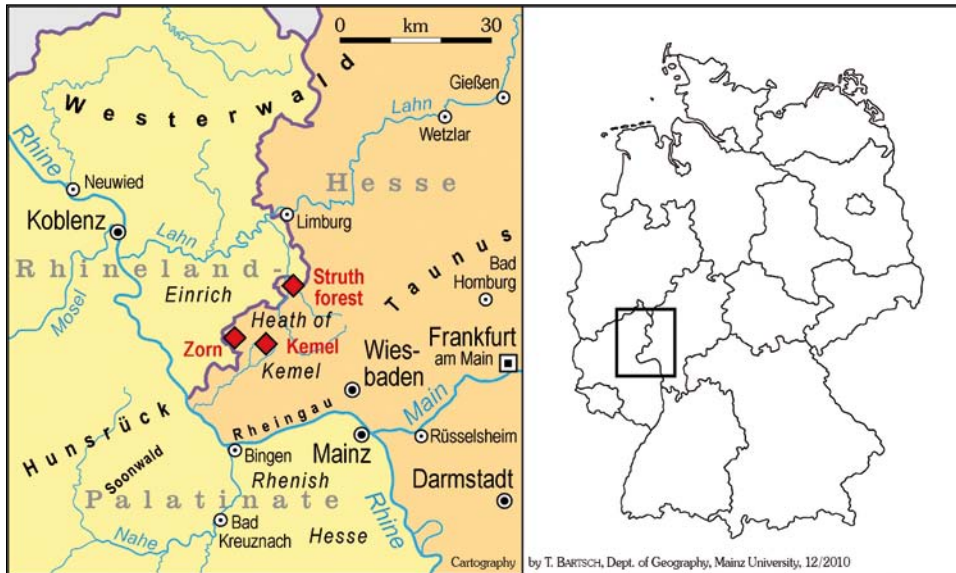 0 km 30
Westerwald
Gießen
Lahn
Wetzlar
Rhine
Hesse
Neuwied
Limburg
Koblenz
Lahn
Rhineland-
Struth
forest
Taunus
Bad
Homburg
Einrich
Mosel
Heath of
Kemel
Zorn
Kemel
Wies-
baden
Frankfurt
am Main
Main
Hunsrück
Rheingau
Rüsselsheim
Soonwald
Bingen
Mainz
Rhenish
Hesse
Darmstadt
Palatinate
Rhine
Nahe
Bad
Kreuznach
Cartography by T. BARTSCH, Dept. of Geography, Mainz University, 12/2010